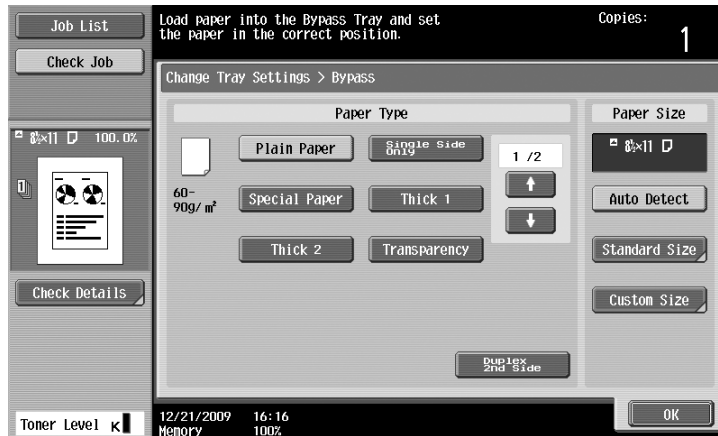 Job List
Check Job
Load paper into the Bypass Tray and set
the paper in the correct position.
Copies:
1
Change Tray Settings > Bypass
Paper Type
Paper Size
8½×11 100.0%
1
60-
90g/㎡
Plain Paper
Single Side
Only
Special Paper
Thick 1
Thick 2
Transparency
1 /2
↑
↓
8½×11
Auto Detect
Standard Size
Custom Size
Check Details
Duplex
2nd Side
Toner Level K
12/21/2009 16:16
Memory 100%
OK